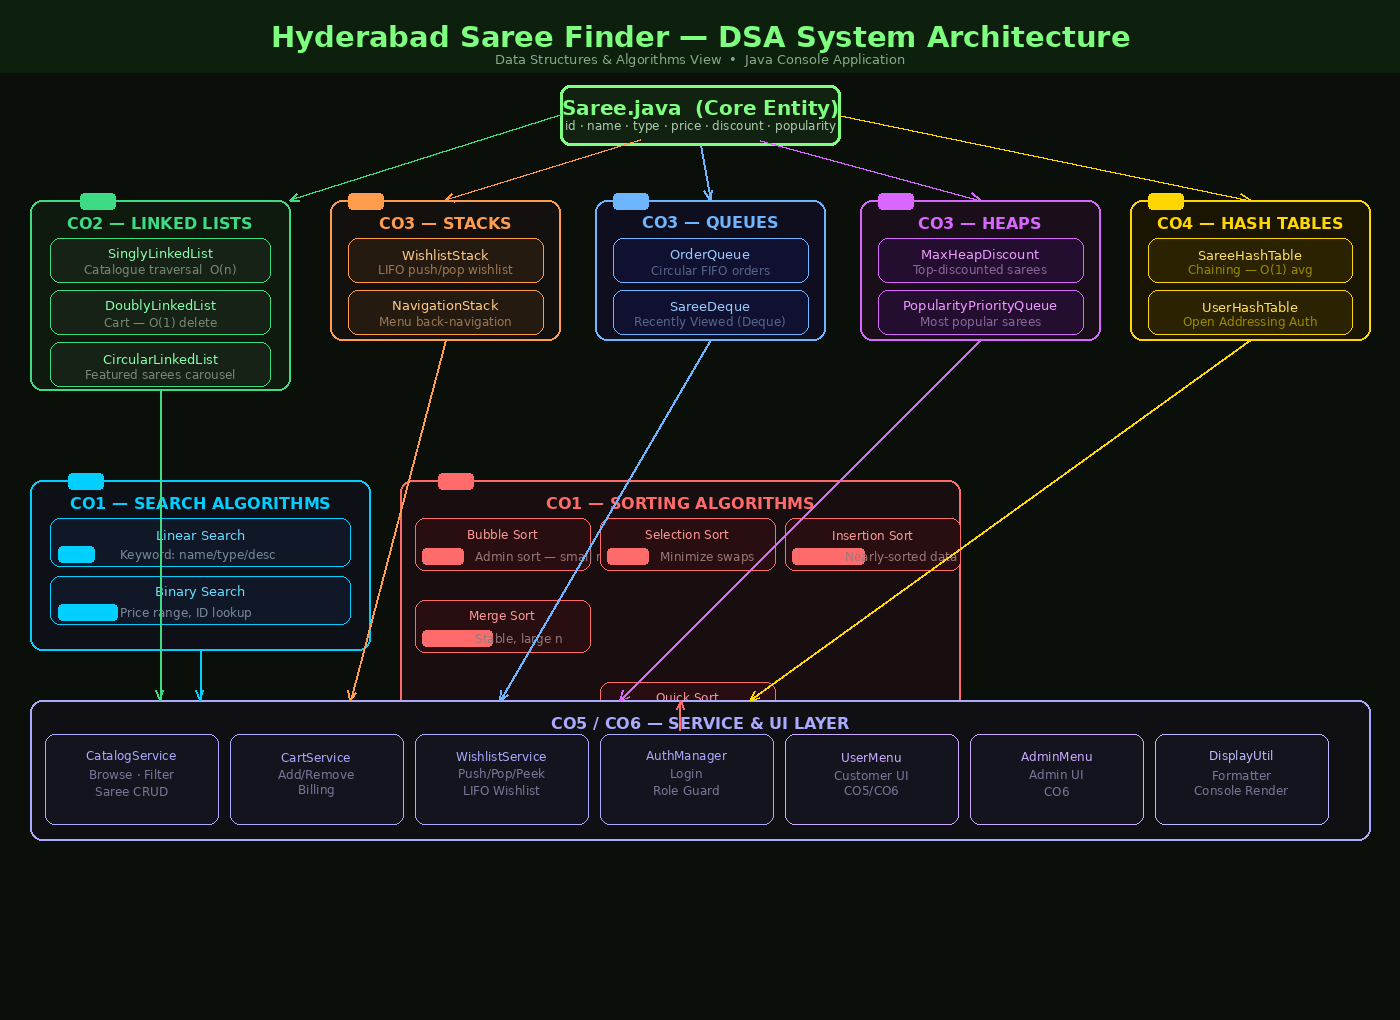 Hyderabad Saree Finder — DSA System Architecture
Data Structures & Algorithms View • Java Console Application
Saree.java (Core Entity)
id · name · type · price · discount · popularity
CO2 — LINKED LISTS
SinglyLinkedList
Catalogue traversal O(n)
DoublyLinkedList
Cart — O(1) delete
CircularLinkedList
Featured sarees carousel
CO3 — STACKS
WishlistStack
LIFO push/pop wishlist
NavigationStack
Menu back-navigation
CO3 — QUEUES
OrderQueue
Circular FIFO orders
SareeDeque
Recently Viewed (Deque)
CO3 — HEAPS
MaxHeapDiscount
Top-discounted sarees
PopularityPriorityQueue
Most popular sarees
CO4 — HASH TABLES
SareeHashTable
Chaining — O(1) avg
UserHashTable
Open Addressing Auth
CO1 — SEARCH ALGORITHMS
Linear Search
Keyword: name/type/desc
Binary Search
Price range, ID lookup
CO1 — SORTING ALGORITHMS
Bubble Sort
Admin sort —
Selection Sort
Minimize swaps
Insertion Sort
Nearly-sorted data
Merge Sort
Stable, large n
Quick Sort
CO5 / CO6 — SERVICE & UI LAYER
CatalogService
Browse · Filter
Saree CRUD
CartService
Add/Remove
Billing
WishlistService
Push/Pop/Peek
LIFO Wishlist
AuthManager
Login
Role Guard
UserMenu
Customer UI
CO5/CO6
AdminMenu
Admin UI
CO6
DisplayUtil
Formatter
Console Render